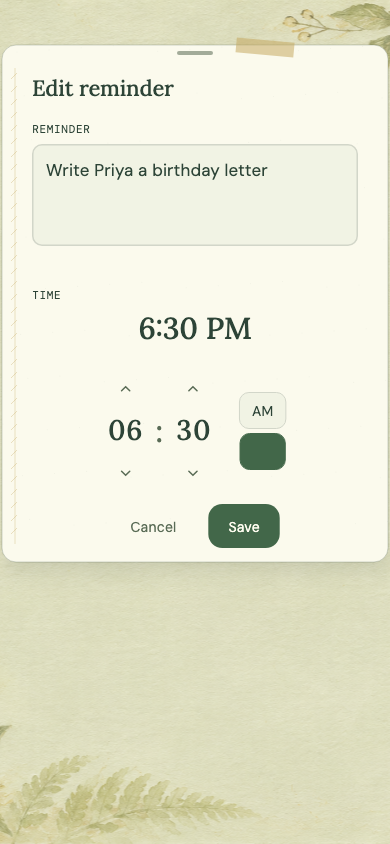 Edit reminder
REMINDER
Write Priya a birthday letter
TIME
6:30 PM
06 : 30
AM
Cancel
Save